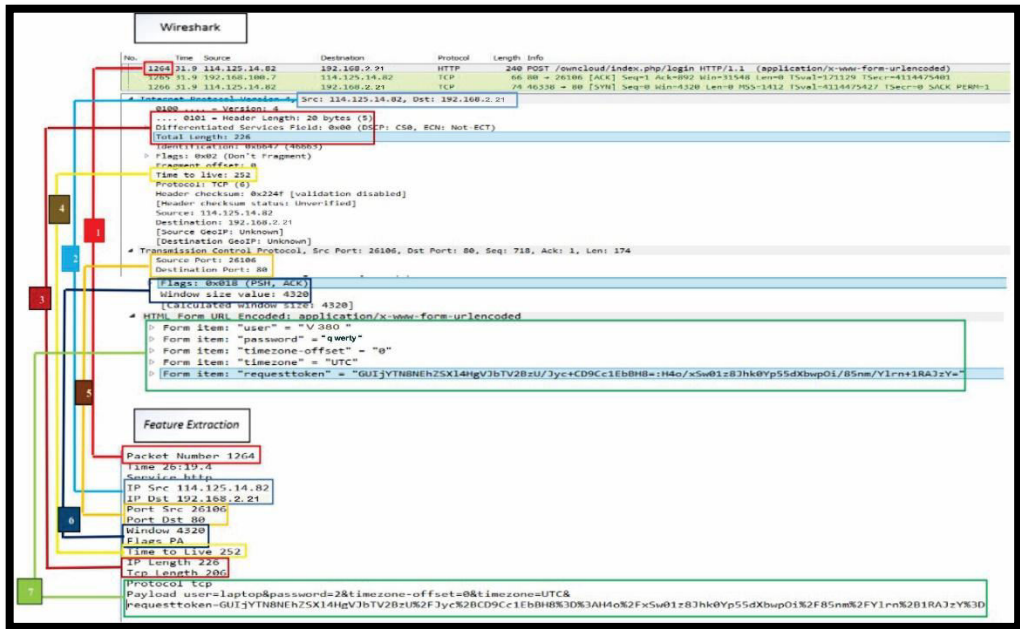 Wireshark
No. Time Source Destination Protocol Length Info
1264 31.9 114.125.14.82 192.168.2.21 HTTP 240 POST /owncloud/index.php/login HTTP/1.1 (application/x-www-form-urlencoded)
1265 31.9 192.168.100.7 114.125.14.82 TCP 66 80 → 26106 [ACK] Seq=1 Ack=892 Win=31548 Len=0 TSval=171129 TSecr=4114475401
1266 31.9 114.125.14.82 192.168.2.21 TCP 74 46338 → 80 [SYN] Seq=0 Win=4320 Len=0 MSS=1412 TSval=4114475427 TSecr=0 SACK_PERM=1
Internet Protocol Version 4, Src: 114.125.14.82, Dst: 192.168.2.21
0100 .... = Version: 4
.... 0101 = Header Length: 20 bytes (5)
Differentiated Services Field: 0x00 (DSCP: CS0, ECN: Not-ECT)
Total Length: 226
Identification: 0xb647 (46663)
Flags: 0x02 (Don't Fragment)
Fragment offset: 0
Time to live: 252
Protocol: TCP (6)
Header checksum: 0x224f [validation disabled]
[Header checksum status: Unverified]
Source: 114.125.14.82
Destination: 192.168.2.21
[Source GeoIP: Unknown]
[Destination GeoIP: Unknown]
Transmission Control Protocol, Src Port: 26106, Dst Port: 80, Seq: 718, Ack: 1, Len: 174
Source Port: 26106
Destination Port: 80
Flags: 0x018 (PSH, ACK)
Window size value: 4320
[Calculated window size: 4320]
HTML Form URL Encoded: application/x-www-form-urlencoded
Form item: "user" = "V 380 "
Form item: "password" = "qwerty"
Form item: "timezone-offset" = "0"
Form item: "timezone" = "UTC"
Form item: "requesttoken" = "GUIjYTN8NEhZSXl4HgVJbTV2BzU/Jyc+CD9Cc1EbBH8=:H4o/xSw01z8Jhk0Yp55dXbwpOi/85nm/Ylrn+1RAJzY="
4
1
2
3
5
6
7
Feature Extraction
Packet Number 1264
Time 26:19.4
Service http
IP Src 114.125.14.82
IP Dst 192.168.2.21
Port Src 26106
Port Dst 80
Window 4320
Flags PA
Time to Live 252
IP Length 226
Tcp Length 206
Protocol tcp
Payload user=laptop&password=2&timezone-offset=0&timezone=UTC&
requesttoken=GUIjYTN8NEhZSXl4HgVJbTV2BzU%2FJyc%2BCD9Cc1EbBH8%3D%3AH4o%2FxSw01z8Jhk0Yp55dXbwpOi%2F85nm%2FYlrn%2B1RAJzY%3D